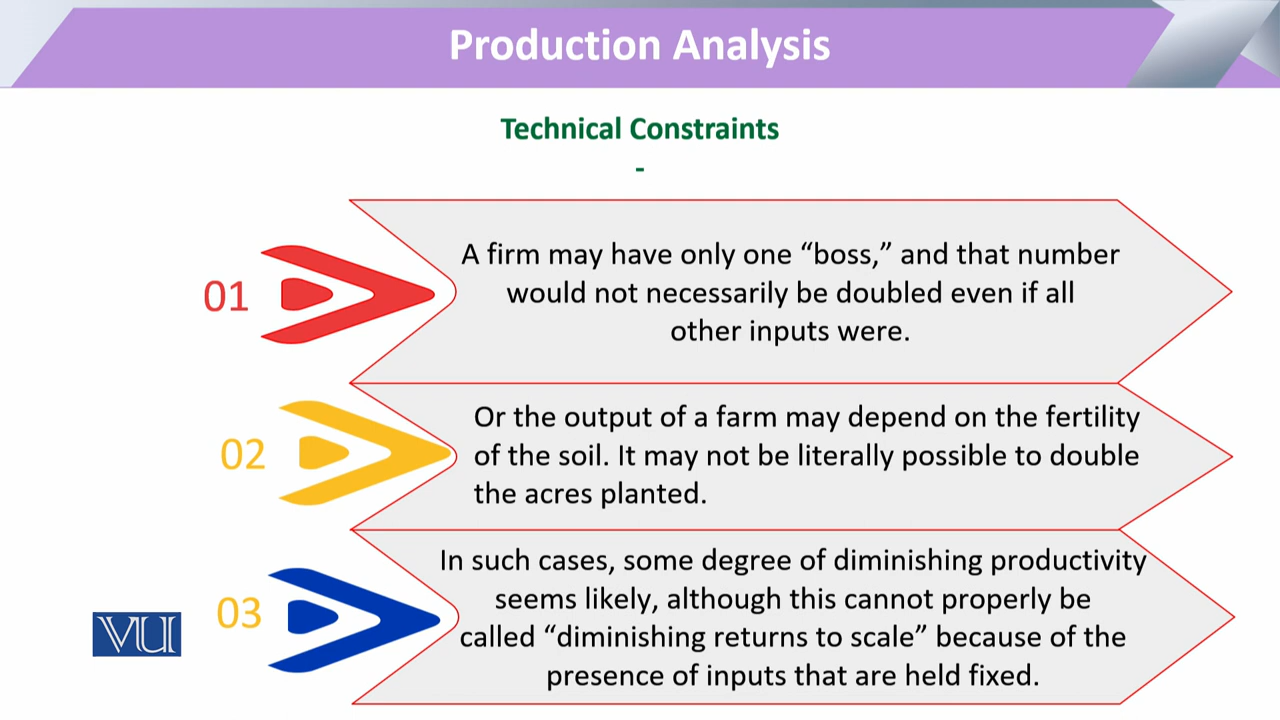 Production Analysis
Technical Constraints
-
01
A firm may have only one “boss,” and that number
would not necessarily be doubled even if all
other inputs were.
02
Or the output of a farm may depend on the fertility
of the soil. It may not be literally possible to double
the acres planted.
03
In such cases, some degree of diminishing productivity
seems likely, although this cannot properly be
called “diminishing returns to scale” because of the
presence of inputs that are held fixed.
VU